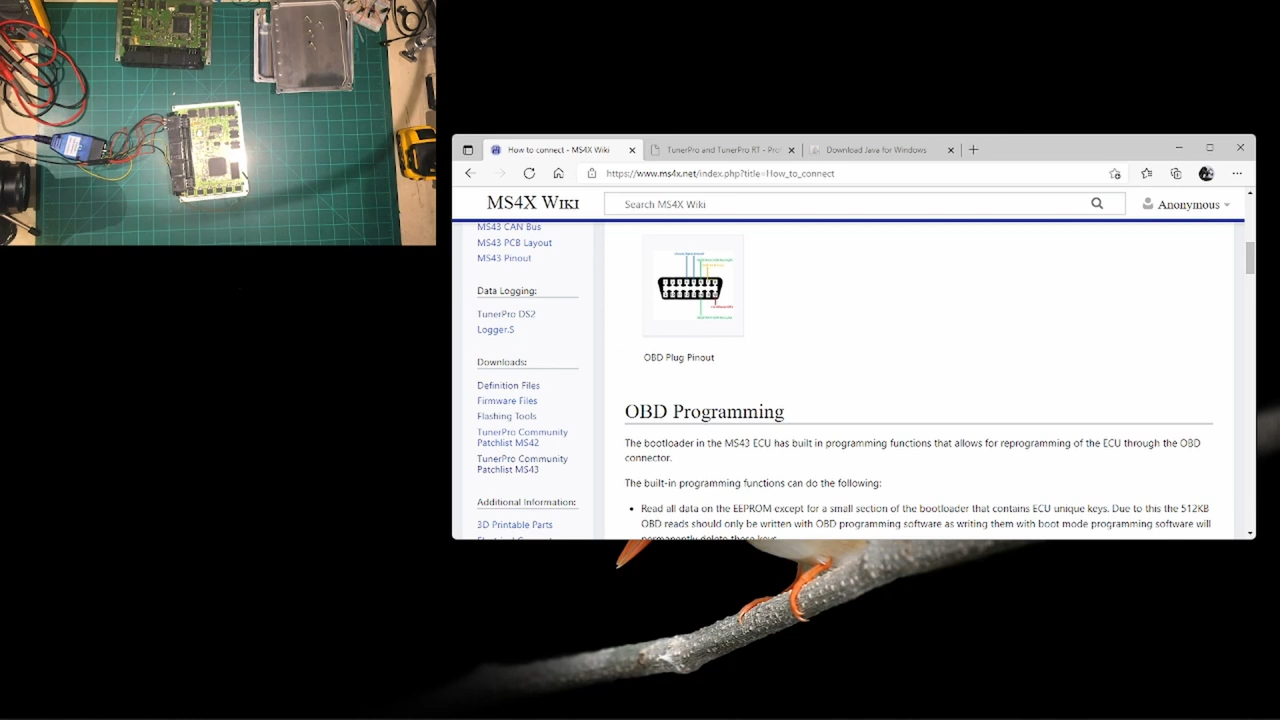 How to connect - MS4X Wiki
TunerPro and TunerPro RT - Pro
Download Java for Windows
https://www.ms4x.net/index.php?title=How_to_connect
MS4X WIKI
Search MS4X Wiki
Anonymous
MS43 CAN Bus
MS43 PCB Layout
MS43 Pinout
Data Logging:
TunerPro DS2
Logger.S
Downloads:
Definition Files
Firmware Files
Flashing Tools
TunerPro Community
Patchlist MS42
TunerPro Community
Patchlist MS43
Additional Information:
3D Printable Parts
OBD Plug Pinout
OBD Programming
The bootloader in the MS43 ECU has built in programming functions that allows for reprogramming of the ECU through the OBD
connector.
The built-in programming functions can do the following:
Read all data on the EEPROM except for a small section of the bootloader that contains ECU unique keys. Due to this the 512KB
OBD reads should only be written with OBD programming software as writing them with boot mode programming software will
permanently delete these keys